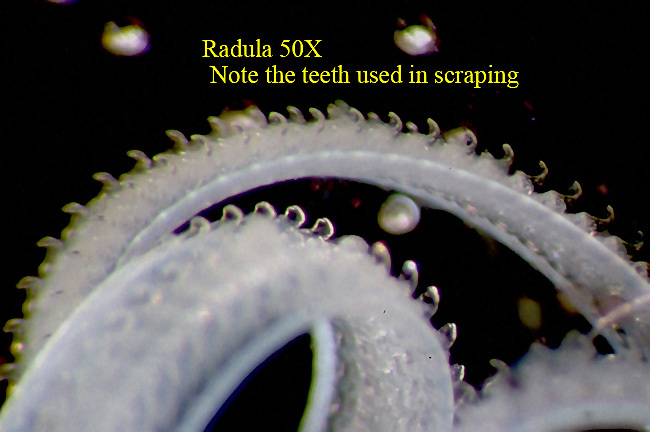 Radula 50X
Note the teeth used in scraping